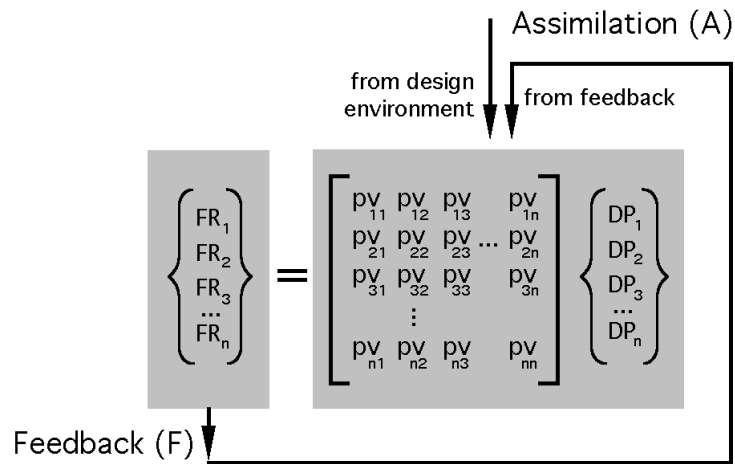 Assimilation (A)
from design
environment
from feedback
{FR₁ FR₂ FR₃ ... FRₙ} = [
pv₁₁ pv₁₂ pv₁₃ pv₁ₙ
pv₂₁ pv₂₂ pv₂₃ ... pv₂ₙ
pv₃₁ pv₃₂ pv₃₃ pv₃ₙ
⋮
pvₙ₁ pvₙ₂ pvₙ₃ pvₙₙ
] {DP₁ DP₂ DP₃ ... DPₙ}
Feedback (F)